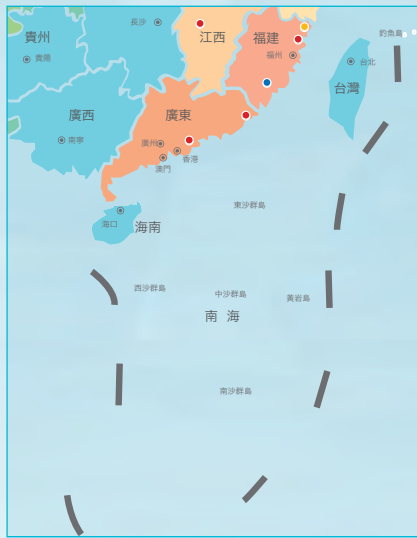 長沙
江西
福建
釣魚島
貴州
貴陽
福州
台北
台灣
廣西
廣東
南寧
廣州
香港
澳門
海口
海南
東沙群島
西沙群島
中沙群島
黃岩島
南海
南沙群島